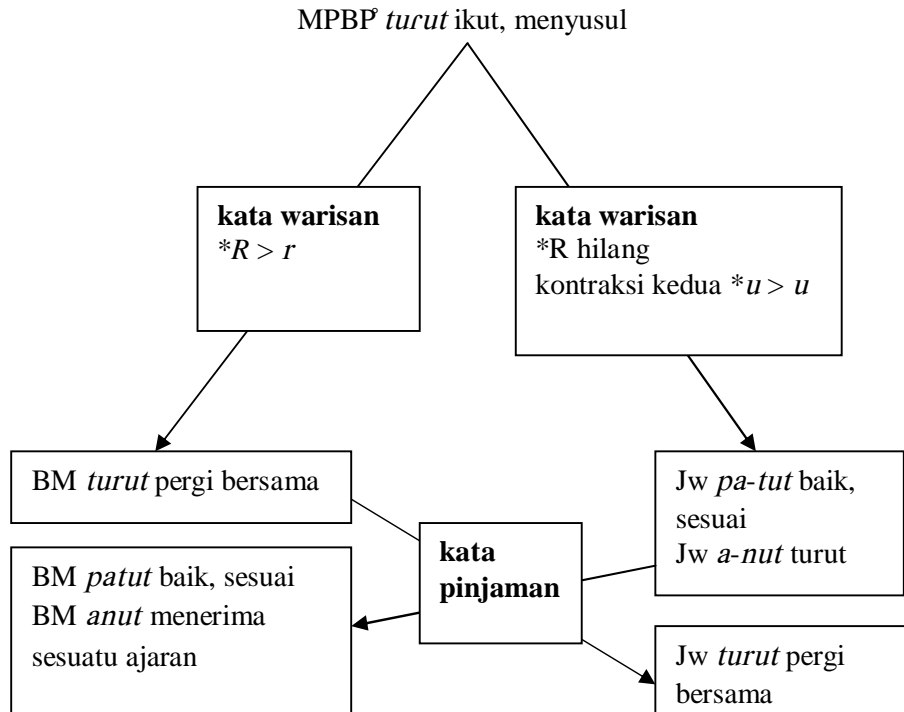 MPBP° turut ikut, menyusul
kata warisan
*R > r
kata warisan
*R hilang
kontraksi kedua *u > u
BM turut pergi bersama
Jw pa-tut baik,
sesuai
Jw a-nut turut
kata
pinjaman
BM patut baik, sesuai
BM anut menerima
sesuatu ajaran
Jw turut pergi
bersama